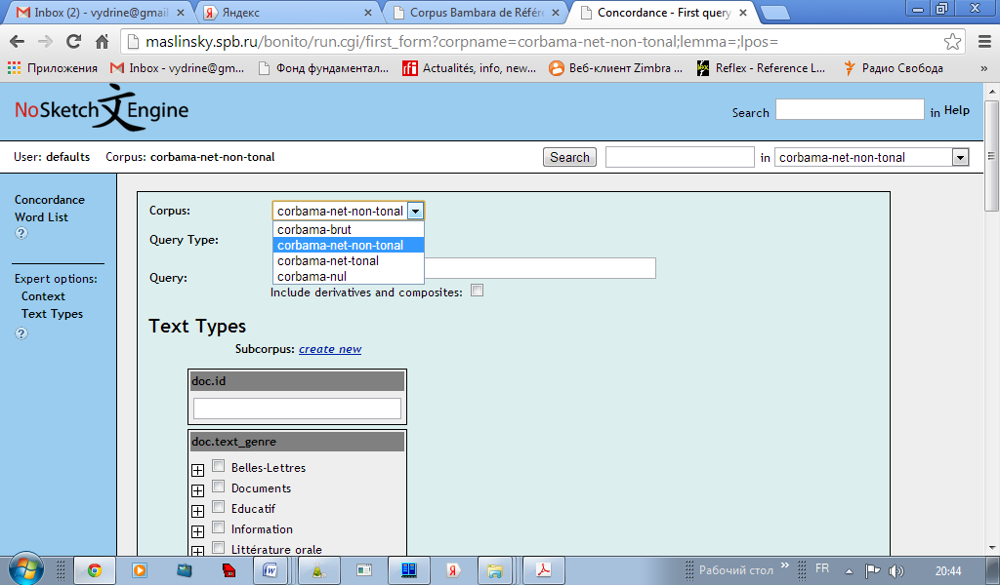 Inbox (2) - vydrine@gmail
Яндекс
Corpus Bambara de Référe
Concordance - First query
maslinsky.spb.ru/bonito/run.cgi/first_form?corpname=corbama-net-non-tonal;lemma=;lpos=
Приложения
Inbox - vydrine@gm...
Фонд фундаментал...
rfi
Actualités, info, new...
Веб-клиент Zimbra ...
Reflex - Reference L...
Радио Свобода
»
NoSketch文Engine
Search
in
Help
User: defaults
Corpus: corbama-net-non-tonal
Search
in
corbama-net-non-tonal
Concordance
Word List
?
Expert options:
Context
Text Types
?
Corpus:
corbama-net-non-tonal
corbama-brut
corbama-net-non-tonal
corbama-net-tonal
corbama-nul
Query Type:
Query:
Include derivatives and composites:
Text Types
Subcorpus: create new
doc.id
doc.text_genre
Belles-Lettres
Documents
Educatif
Information
Littérature orale
Рабочий стол
»
FR
20:44